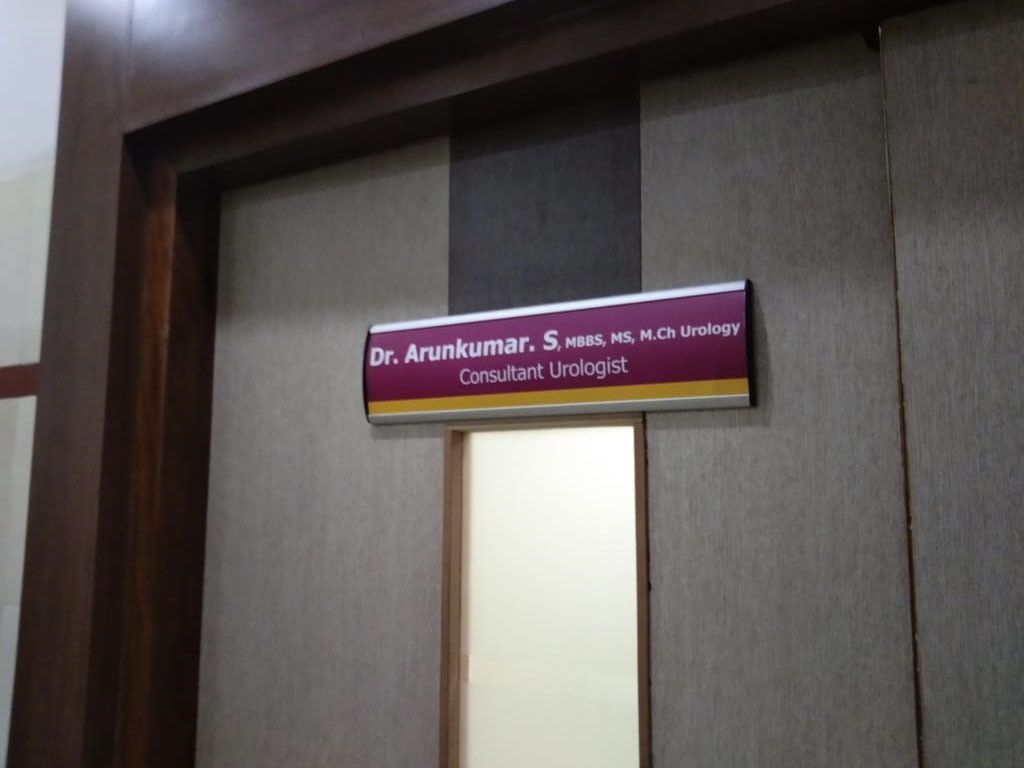 Dr. Arunkumar. S, MBBS, MS, M.Ch Urology
Consultant Urologist